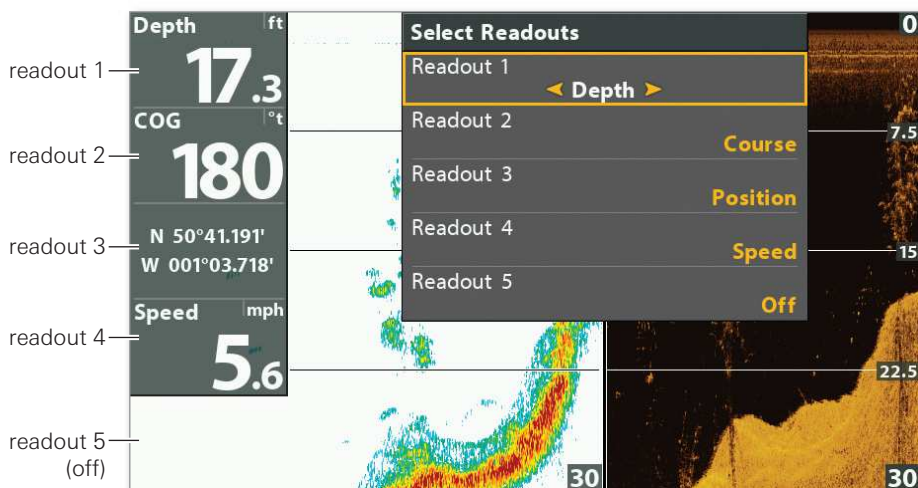 readout 1
readout 2
readout 3
readout 4
readout 5
(off)
Depth ft
17.3
COG °t
180
N 50°41.191'
W 001°03.718'
Speed mph
5.6
Select Readouts
Readout 1
Depth
Readout 2
Course
Readout 3
Position
Readout 4
Speed
Readout 5
Off
30
0
7.5
15
22.5
30